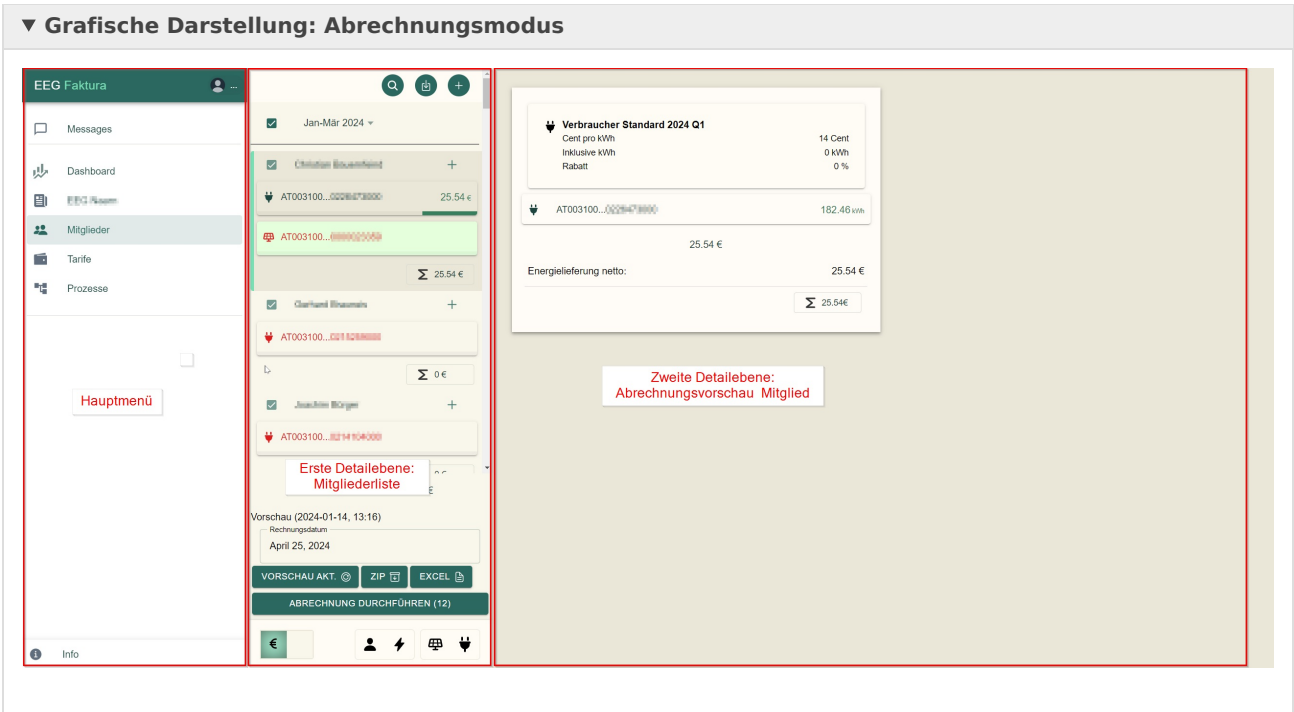 ▼ Grafische Darstellung: Abrechnungsmodus
EEG Faktura
...
Messages
Dashboard
Mitglieder
Tarife
Prozesse
Hauptmenü
Info
Jan-Mär 2024
AT003100...
25.54 €
AT003100...
Σ 25.54 €
AT003100...
Σ 0 €
AT003100...
Erste Detailebene:
Mitgliederliste
€
Vorschau (2024-01-14, 13:16)
Rechnungsdatum
April 25, 2024
VORSCHAU AKT.
ZIP
EXCEL
ABRECHNUNG DURCHFÜHREN (12)
€
Verbraucher Standard 2024 Q1
Cent pro kWh 14 Cent
Inklusive kWh 0 kWh
Rabatt 0 %
AT003100... 182.46 kWh
25.54 €
Energielieferung netto: 25.54 €
Σ 25.54€
Zweite Detailebene:
Abrechnungsvorschau Mitglied